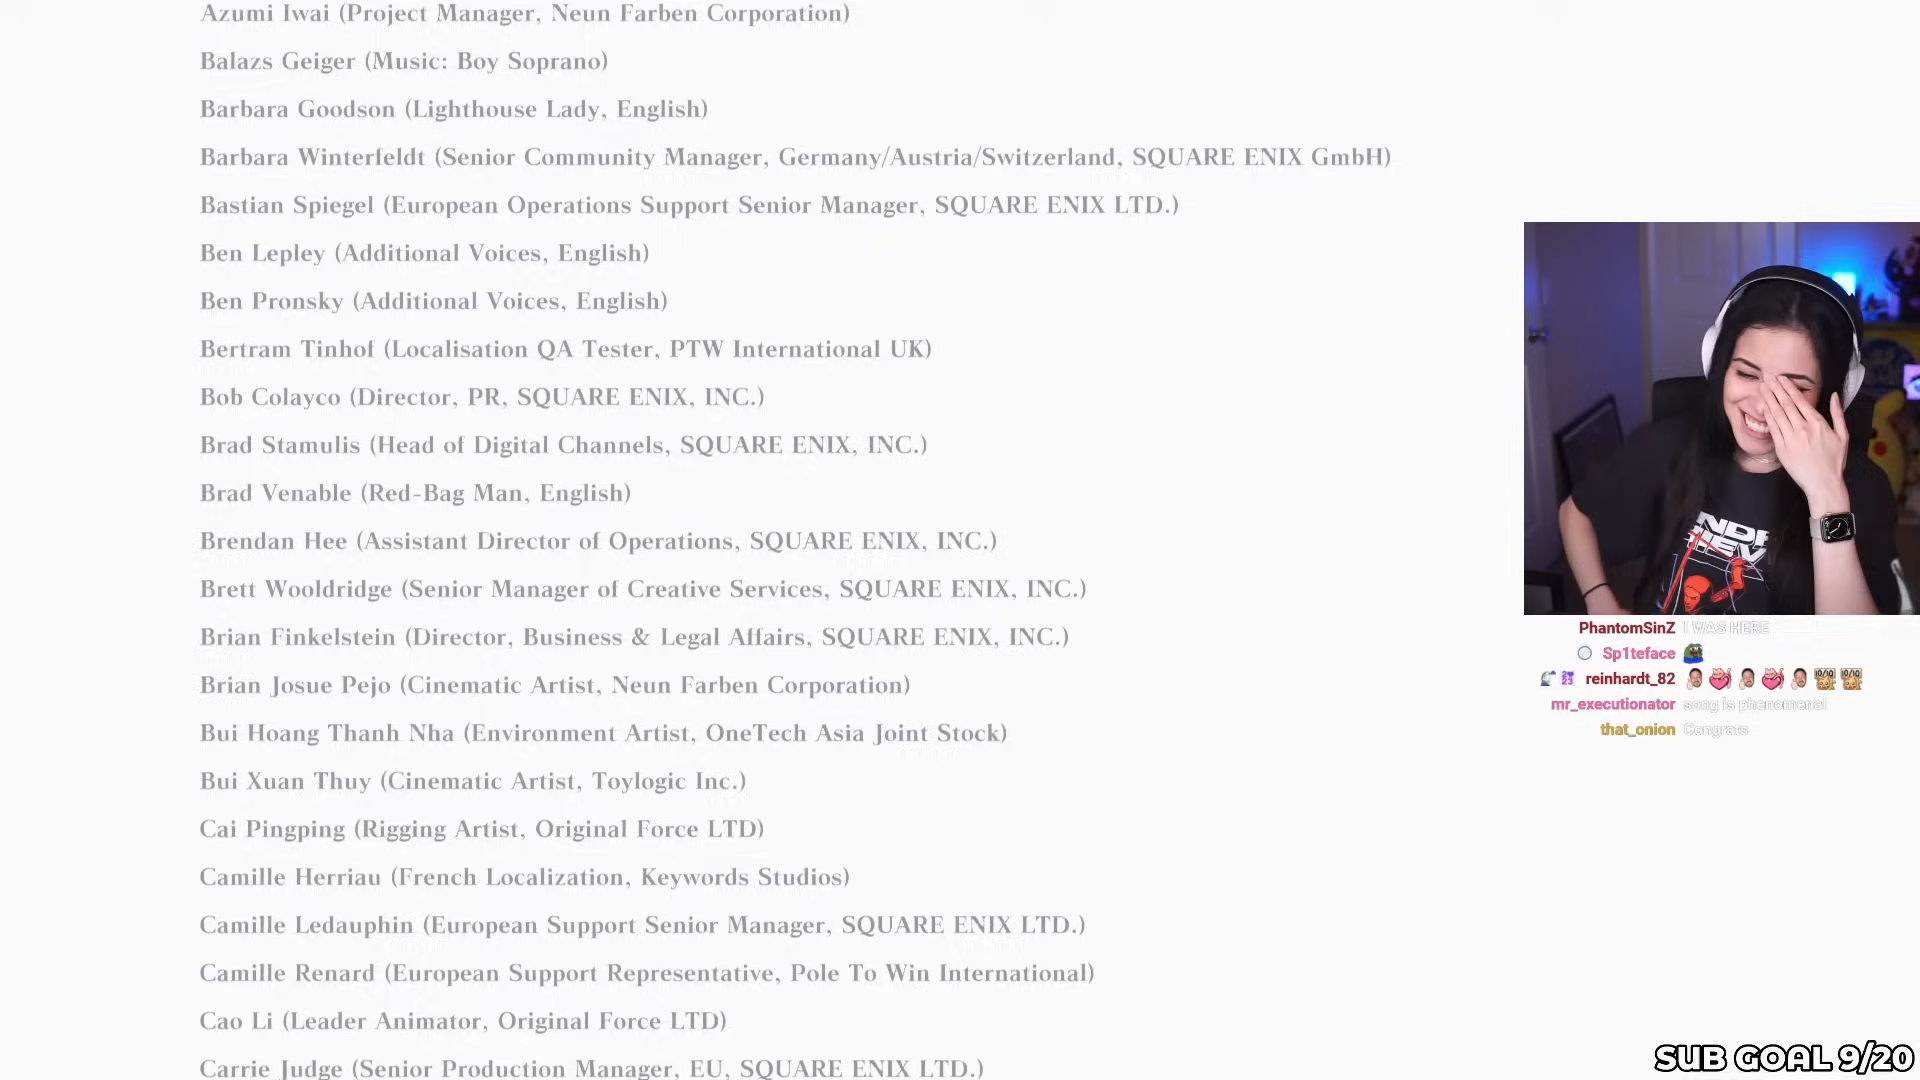 Azumi Iwai (Project Manager, Neun Farben Corporation)
Balazs Geiger (Music: Boy Soprano)
Barbara Goodson (Lighthouse Lady, English)
Barbara Winterfeldt (Senior Community Manager, Germany/Austria/Switzerland, SQUARE ENIX GmbH)
Bastian Spiegel (European Operations Support Senior Manager, SQUARE ENIX LTD.)
Ben Lepley (Additional Voices, English)
Ben Pronsky (Additional Voices, English)
Bertram Tinhof (Localisation QA Tester, PTW International UK)
Bob Colayco (Director, PR, SQUARE ENIX, INC.)
Brad Stamulis (Head of Digital Channels, SQUARE ENIX, INC.)
Brad Venable (Red-Bag Man, English)
Brendan Hee (Assistant Director of Operations, SQUARE ENIX, INC.)
Brett Wooldridge (Senior Manager of Creative Services, SQUARE ENIX, INC.)
Brian Finkelstein (Director, Business & Legal Affairs, SQUARE ENIX, INC.)
Brian Josue Pejo (Cinematic Artist, Neun Farben Corporation)
Bui Hoang Thanh Nha (Environment Artist, OneTech Asia Joint Stock)
Bui Xuan Thuy (Cinematic Artist, Toylogic Inc.)
Cai Pingping (Rigging Artist, Original Force LTD)
Camille Herriau (French Localization, Keywords Studios)
Camille Ledauphin (European Support Senior Manager, SQUARE ENIX LTD.)
Camille Renard (European Support Representative, Pole To Win International)
Cao Li (Leader Animator, Original Force LTD)
Carrie Judge (Senior Production Manager, EU, SQUARE ENIX LTD.)
PhantomSinZ I WAS HERE
Sp1teface
reinhardt_82 10/10 10/10
mr_executionator song is phenomenal
that_onion Congrats
SUB GOAL 9/20